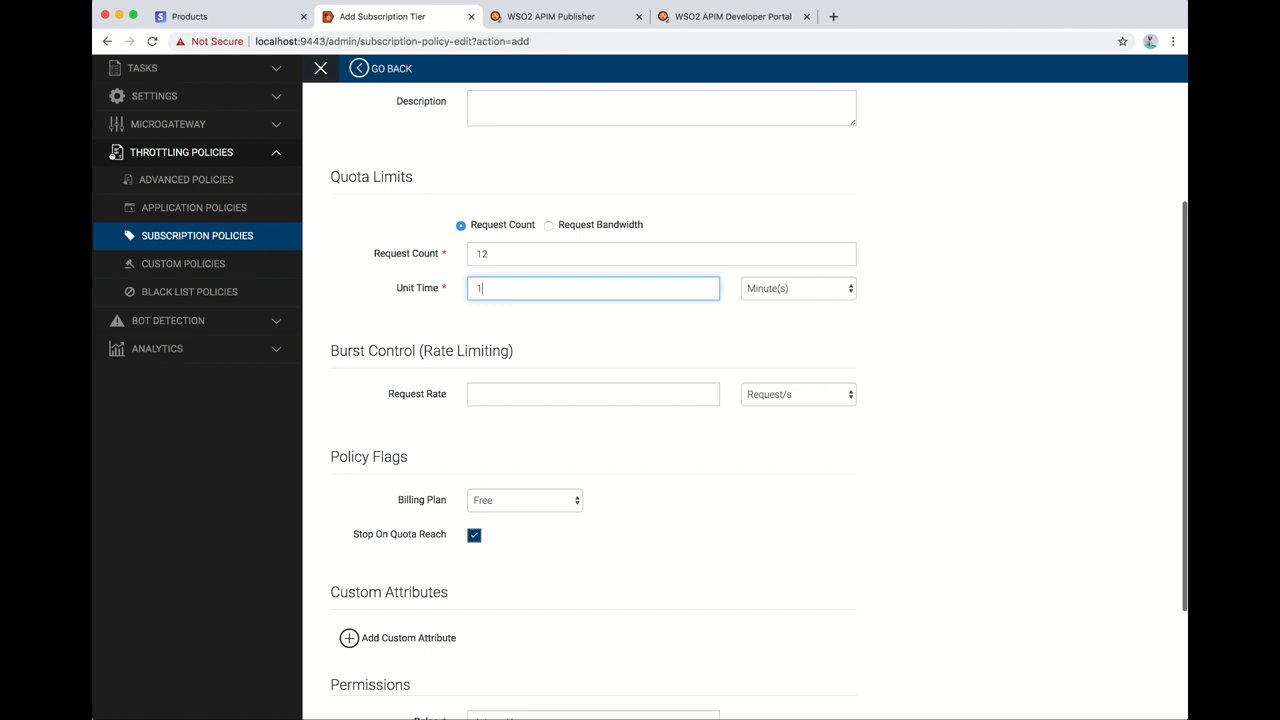 Products
Add Subscription Tier
WSO2 APIM Publisher
WSO2 APIM Developer Portal
Not Secure
localhost:9443/admin/subscription-policy-edit?action=add
TASKS
SETTINGS
MICROGATEWAY
THROTTLING POLICIES
ADVANCED POLICIES
APPLICATION POLICIES
SUBSCRIPTION POLICIES
CUSTOM POLICIES
BLACK LIST POLICIES
BOT DETECTION
ANALYTICS
GO BACK
Description
Quota Limits
Request Count Request Bandwidth
Request Count * 12
Unit Time * 1 Minute(s)
Burst Control (Rate Limiting)
Request Rate Request/s
Policy Flags
Billing Plan Free
Stop On Quota Reach
Custom Attributes
Add Custom Attribute
Permissions